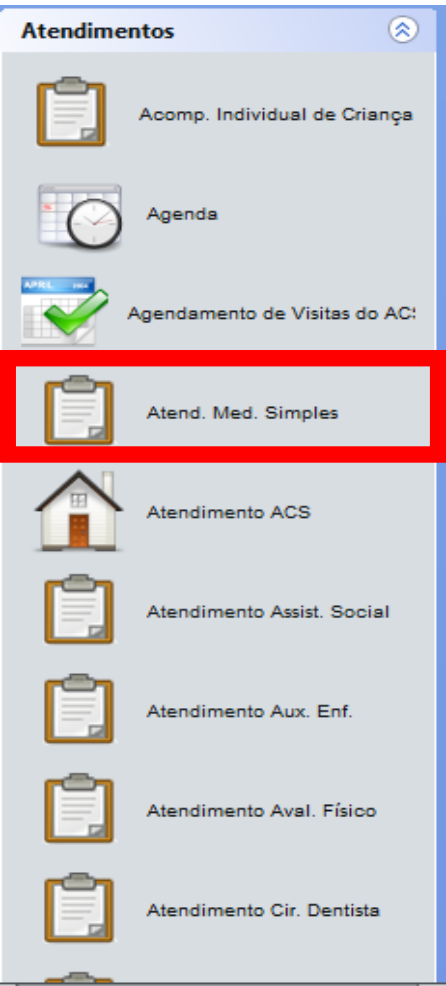 Atendimentos
Acomp. Individual de Criança
Agenda
APRIL
Agendamento de Visitas do AC
Atend. Med. Simples
Atendimento ACS
Atendimento Assist. Social
Atendimento Aux. Enf.
Atendimento Aval. Físico
Atendimento Cir. Dentista